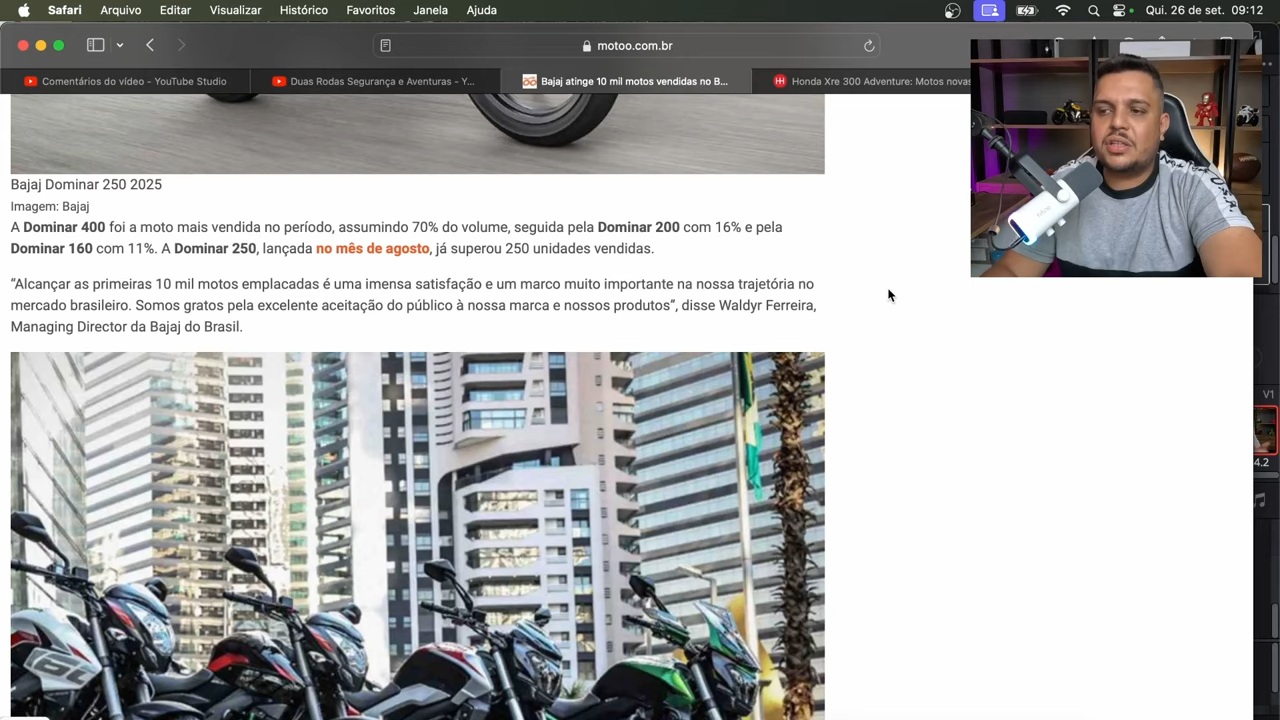 Safari Arquivo Editar Visualizar Histórico Favoritos Janela Ajuda Qui. 26 de set. 09:12
motoo.com.br
Comentários do vídeo - YouTube Studio Duas Rodas Segurança e Aventuras - Y... Bajaj atinge 10 mil motos vendidas no B... Honda Xre 300 Adventure: Motos novas
Bajaj Dominar 250 2025
Imagem: Bajaj
A Dominar 400 foi a moto mais vendida no período, assumindo 70% do volume, seguida pela Dominar 200 com 16% e pela
Dominar 160 com 11%. A Dominar 250, lançada no mês de agosto, já superou 250 unidades vendidas.
“Alcançar as primeiras 10 mil motos emplacadas é uma imensa satisfação e um marco muito importante na nossa trajetória no
mercado brasileiro. Somos gratos pela excelente aceitação do público à nossa marca e nossos produtos”, disse Waldyr Ferreira,
Managing Director da Bajaj do Brasil.
V1
4.2